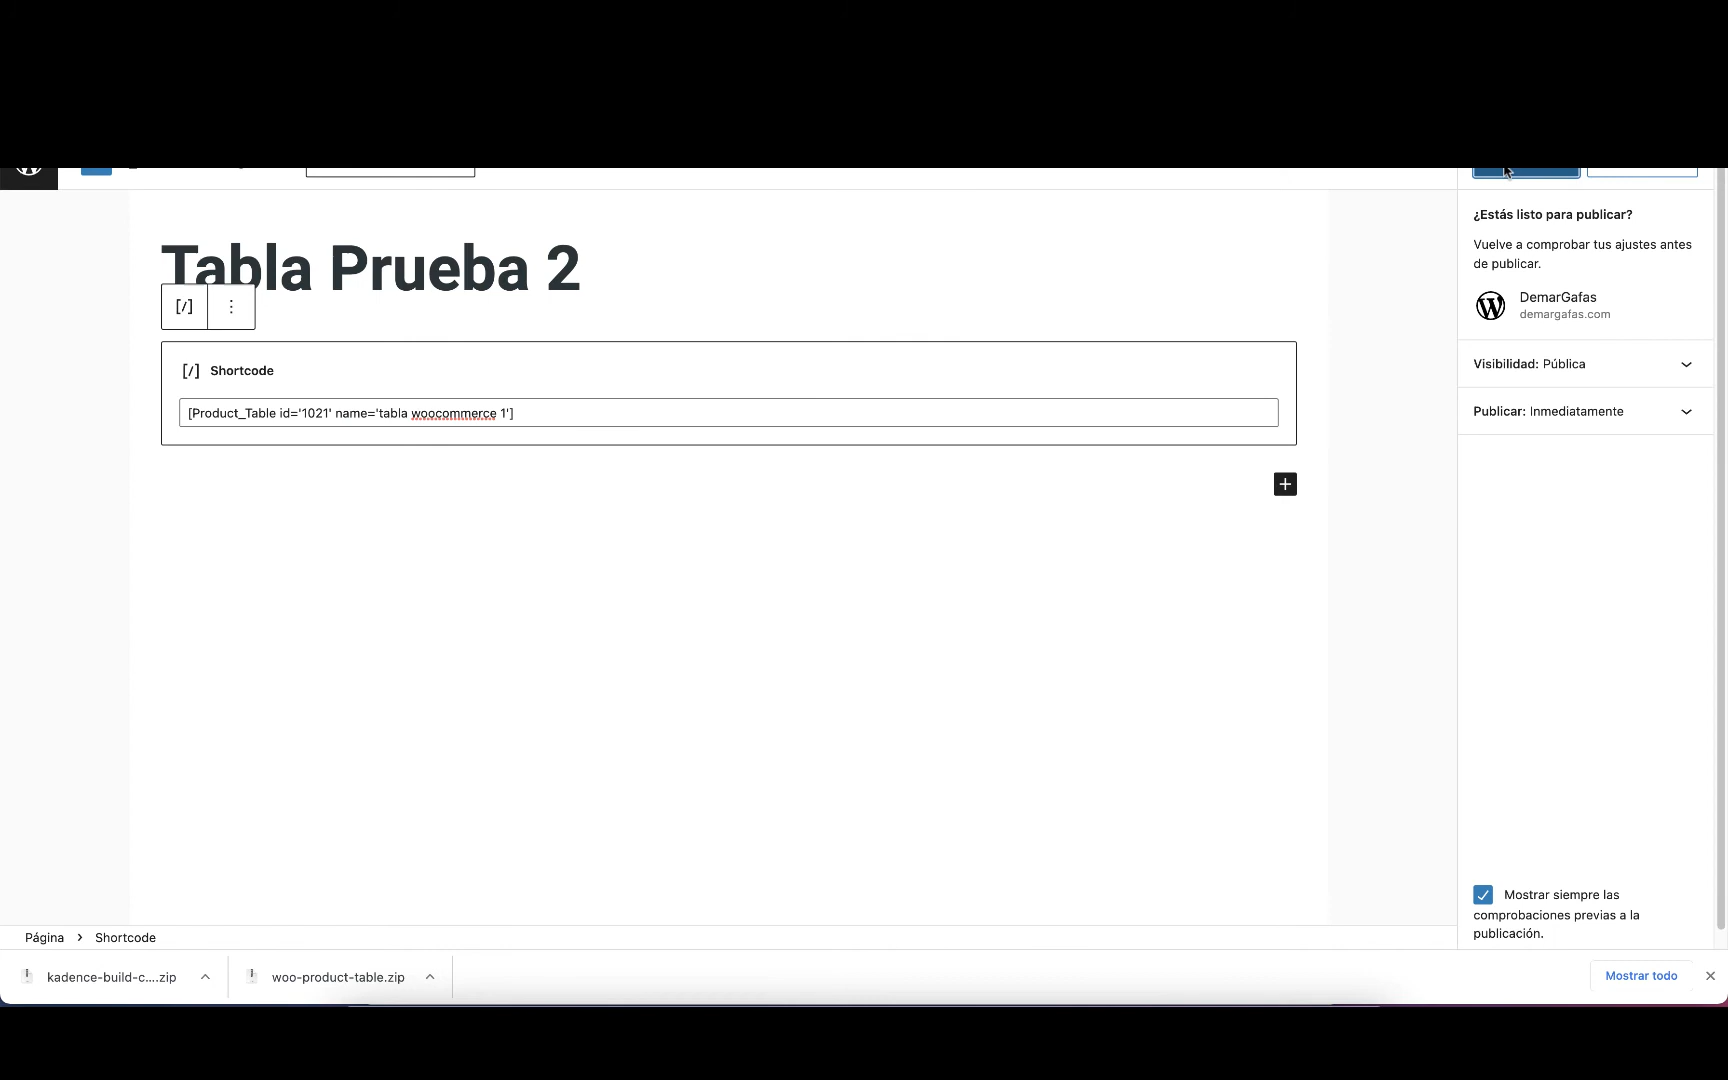 ¿Estás listo para publicar?
Vuelve a comprobar tus ajustes antes
de publicar.
DemarGafas
demargafas.com
Visibilidad: Pública
Publicar: Inmediatamente
Tabla Prueba 2
[/]
[/] Shortcode
[Product_Table id='1021' name='tabla woocommerce 1']
Mostrar siempre las
comprobaciones previas a la
publicación.
Página > Shortcode
kadence-build-c....zip
woo-product-table.zip
Mostrar todo